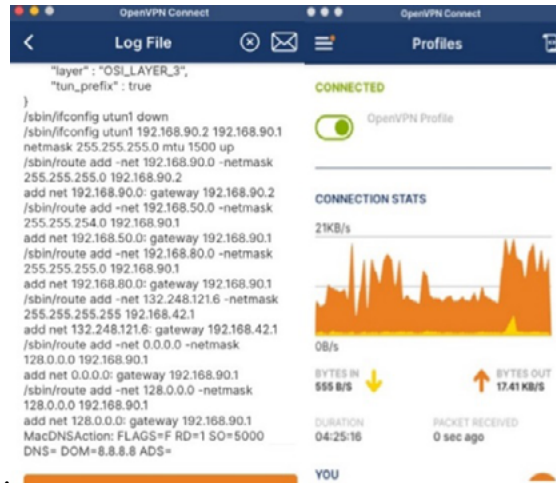 OpenVPN Connect
Log File
"layer" : "OSI_LAYER_3",
"tun_prefix" : true
}
/sbin/ifconfig utun1 down
/sbin/ifconfig utun1 192.168.90.2 192.168.90.1
netmask 255.255.255.0 mtu 1500 up
/sbin/route add -net 192.168.90.0 -netmask
255.255.255.0 192.168.90.2
add net 192.168.90.0: gateway 192.168.90.2
/sbin/route add -net 192.168.50.0 -netmask
255.255.254.0 192.168.90.1
add net 192.168.50.0: gateway 192.168.90.1
/sbin/route add -net 192.168.80.0 -netmask
255.255.255.0 192.168.90.1
add net 192.168.80.0: gateway 192.168.90.1
/sbin/route add -net 132.248.121.6 -netmask
255.255.255.255 192.168.42.1
add net 132.248.121.6: gateway 192.168.42.1
/sbin/route add -net 0.0.0.0 -netmask
128.0.0.0 192.168.90.1
add net 0.0.0.0: gateway 192.168.90.1
/sbin/route add -net 128.0.0.0 -netmask
128.0.0.0 192.168.90.1
add net 128.0.0.0: gateway 192.168.90.1
MacDNSAction: FLAGS=F RD=1 SO=5000
DNS= DOM=8.8.8.8 ADS=
OpenVPN Connect
Profiles
CONNECTED
OpenVPN Profile
CONNECTION STATS
21KB/s
0B/s
BYTES IN
555 B/S
BYTES OUT
17.41 KB/S
DURATION
04:25:16
PACKET RECEIVED
0 sec ago
YOU